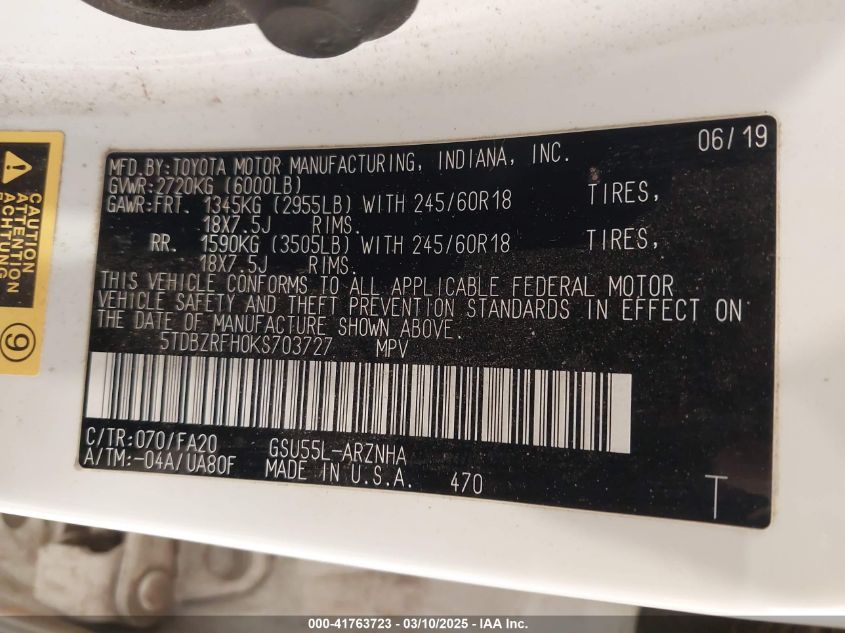 06/19
MFD.BY:TOYOTA MOTOR MANUFACTURING, INDIANA, INC.
GVWR:2720KG (6000LB)
GAWR:FRT. 1345KG (2955LB) WITH 245/60R18 TIRES,
18X7.5J RIMS.
RR. 1590KG (3505LB) WITH 245/60R18 TIRES,
18X7.5J RIMS.
THIS VEHICLE CONFORMS TO ALL APPLICABLE FEDERAL MOTOR
VEHICLE SAFETY AND THEFT PREVENTION STANDARDS IN EFFECT ON
THE DATE OF MANUFACTURE SHOWN ABOVE.
5TDBZRFH0KS703727 MPV
C/TR:070/FA20 GSU55L-ARZNHA
A/TM:-04A/UA80F MADE IN U.S.A. 470
T
CAUTION
ATTENTION
ACHTUNG
9
000-41763723 — 03/10/2025 — IAA Inc.